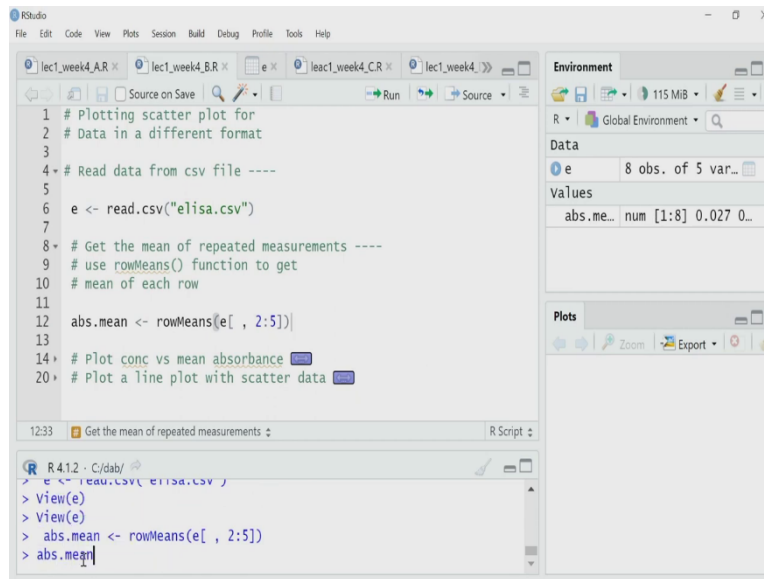 RStudio
File Edit Code View Plots Session Build Debug Profile Tools Help
lec1_week4_A.R × lec1_week4_B.R × e × leac1_week4_C.R × lec1_week4_
Source on Save Run Source
1 # Plotting scatter plot for
2 # Data in a different format
3
4 # Read data from csv file ----
5
6 e <- read.csv("elisa.csv")
7
8 # Get the mean of repeated measurements ----
9 # use rowMeans() function to get
10 # mean of each row
11
12 abs.mean <- rowMeans(e[ , 2:5])
13
14 # Plot conc vs mean absorbance
20 # Plot a line plot with scatter data
12:33 Get the mean of repeated measurements R Script
R 4.1.2 · C:/dab/
> e <- read.csv("elisa.csv")
> View(e)
> View(e)
> abs.mean <- rowMeans(e[ , 2:5])
> abs.mean
Environment
115 MiB
R Global Environment
Data
e 8 obs. of 5 var…
Values
abs.me… num [1:8] 0.027 0…
Plots
Zoom Export